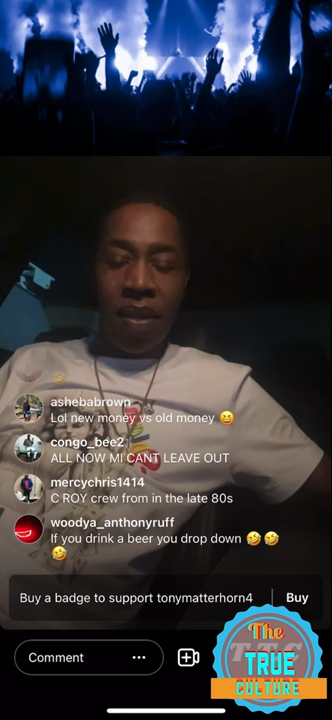 ashebabrown
Lol new money vs old money 😆
congo_bee2
ALL NOW MI CANT LEAVE OUT
mercychris1414
C ROY crew from in the late 80s
woodya_anthonyruff
If you drink a beer you drop down 🤣🤣
🤣
Buy a badge to support tonymatterhorn4
Buy
Comment
The
TTC
TRUE
CULTURE